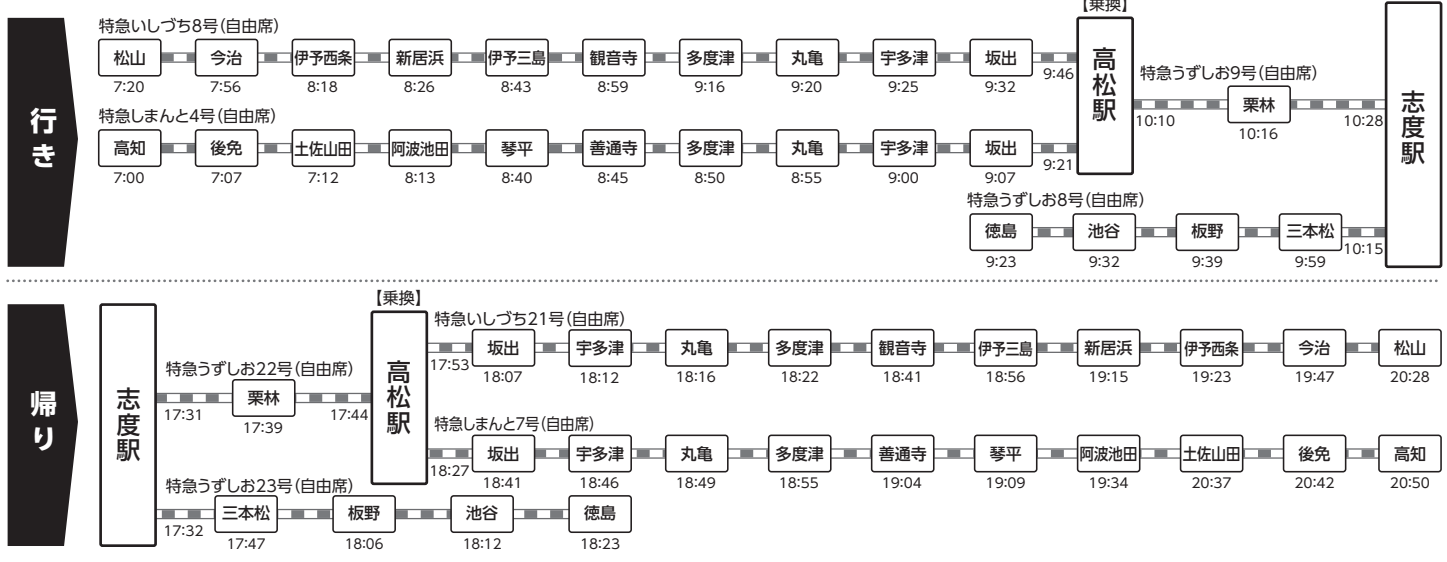 行き
特急いしづち8号(自由席)
松山 今治 伊予西条 新居浜 伊予三島 観音寺 多度津 丸亀 宇多津 坂出
7:20 7:56 8:18 8:26 8:43 8:59 9:16 9:20 9:25 9:32 9:46
特急しまんと4号(自由席)
高知 後免 土佐山田 阿波池田 琴平 善通寺 多度津 丸亀 宇多津 坂出
7:00 7:07 7:12 8:13 8:40 8:45 8:50 8:55 9:00 9:07 9:21
【乗換】
高松駅
特急うずしお9号(自由席)
栗林
10:10 10:16 10:28
特急うずしお8号(自由席)
徳島 池谷 板野 三本松
9:23 9:32 9:39 9:59 10:15
志度駅
帰り
志度駅
特急うずしお22号(自由席)
栗林
17:31 17:39 17:44
【乗換】
高松駅
特急いしづち21号(自由席)
坂出 宇多津 丸亀 多度津 観音寺 伊予三島 新居浜 伊予西条 今治 松山
17:53 18:07 18:12 18:16 18:22 18:41 18:56 19:15 19:23 19:47 20:28
特急しまんと7号(自由席)
坂出 宇多津 丸亀 多度津 善通寺 琴平 阿波池田 土佐山田 後免 高知
18:27 18:41 18:46 18:49 18:55 19:04 19:09 19:34 20:37 20:42 20:50
特急うずしお23号(自由席)
三本松 板野 池谷 徳島
17:32 17:47 18:06 18:12 18:23